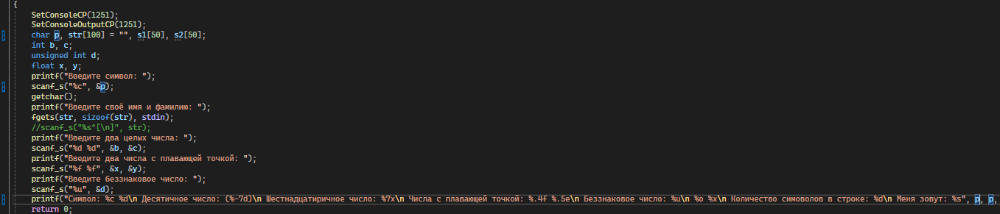 {
SetConsoleCP(1251);
SetConsoleOutputCP(1251);
char p, str[100] = "", s1[50], s2[50];
int b, c;
unsigned int d;
float x, y;
printf("Введите символ: ");
scanf_s("%c", &p);
getchar();
printf("Введите своё имя и фамилию: ");
fgets(str, sizeof(str), stdin);
//scanf_s("%s^[\n]", str);
printf("Введите два целых числа: ");
scanf_s("%d %d", &b, &c);
printf("Введите два числа с плавающей точкой: ");
scanf_s("%f %f", &x, &y);
printf("Введите беззнаковое число: ");
scanf_s("%u", &d);
printf("Символ: %c %d\n Десятичное число: (%-7d)\n Шестнадцатиричное число: %7x\n Числа с плавающей точкой: %.4f %.5e\n Беззнаковое число: %u\n %o %x\n Количество симоволов в строке: %d\n Меня зовут: %s", p, p,
return 0;